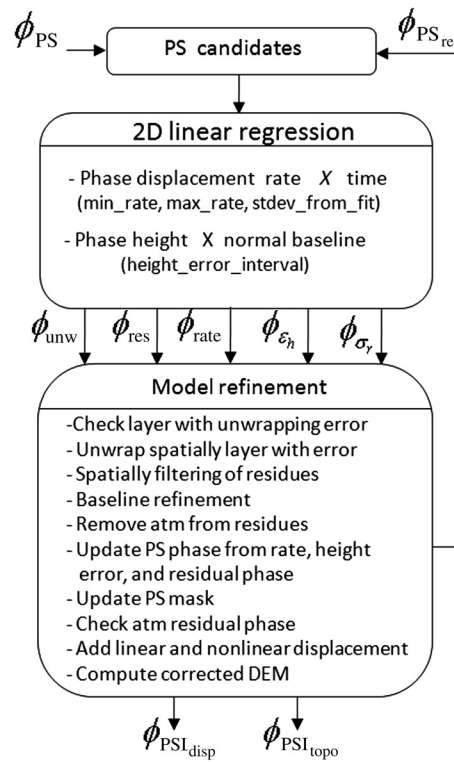 ϕPS
PS candidates
ϕPSre
2D linear regression
- Phase displacement rate X time
(min_rate, max_rate, stdev_from_fit)
- Phase height X normal baseline
(height_error_interval)
ϕunw ϕres ϕrate ϕεh ϕσr
Model refinement
-Check layer with unwrapping error
- Unwrap spatially layer with error
- Spatially filtering of residues
- Baseline refinement
- Remove atm from residues
- Update PS phase from rate, height
error, and residual phase
- Update PS mask
- Check atm residual phase
- Add linear and nonlinear displacement
- Compute corrected DEM
ϕPSIdisp ϕPSItopo